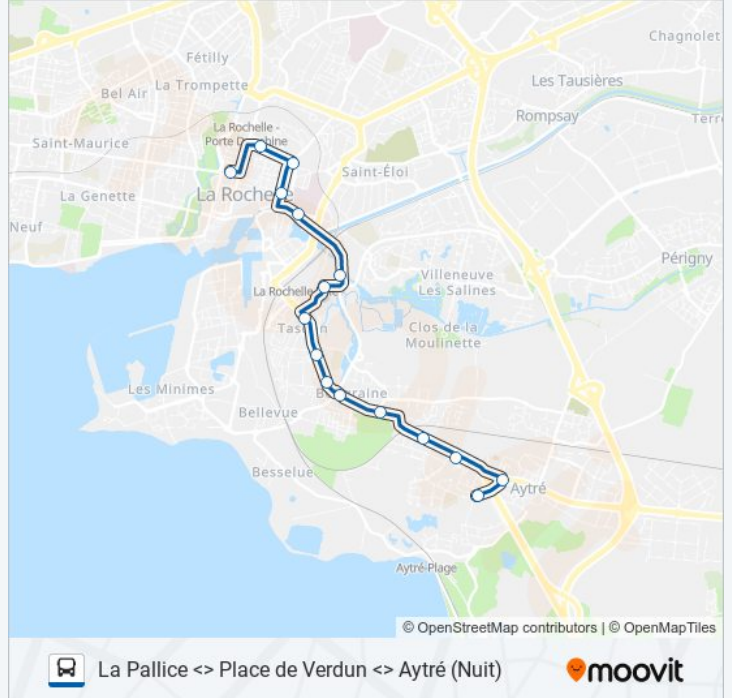 Chagnolet
Fétilly
Les Tausières
Bel Air
La Trompette
Rompsay
La Rochelle -
Porte Dauphine
Saint-Maurice
Saint-Éloi
La Genette
La Rochelle
Neuf
Périgny
Villeneuve
Les Salines
La Rochelle
Tasdon
Clos de la
Moulinette
Les Minimes
Bellevue
Besselue
Aytré
Aytré-Plage
© OpenStreetMap contributors | © OpenMapTiles
La Pallice <> Place de Verdun <> Aytré (Nuit)
moovit